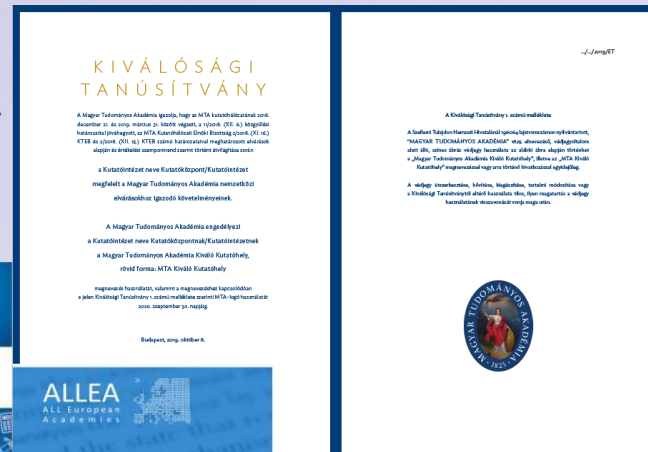 KIVÁLÓSÁGI
TANÚSÍTVÁNY
A Magyar Tudományos Akadémia igazolja, hogy az MTA kutatóhálózatának 2018.
december 21. és 2019. március 31. között végzett, a 11/2018. (XII. 6.) közgyűlési
határozattal jóváhagyott, az MTA Kutatóhálózati Elnöki Bizottság 2/2018. (XI. 16.)
KTEB és 2/2018. (XII. 15.) KTEB számú határozataival meghatározott elvárások
alapján és értékelési szempontrend szerint történt átvilágítása során
a Kutatóintézet neve Kutatóközpont/Kutatóintézet
megfelelt a Magyar Tudományos Akadémia nemzetközi
elvárásokhoz igazodó követelményeinek.
A Magyar Tudományos Akadémia engedélyezi
a Kutatóintézet neve Kutatóközpontnak/Kutatóintézetnek
a Magyar Tudományos Akadémia Kiváló Kutatóhely,
rövid forma: MTA Kiváló Kutatóhely
megnevezés használatát, valamint a megnevezéshez kapcsolódóan
a jelen Kiválósági Tanúsítvány 1. számú melléklete szerinti MTA-logó használatát
2020. szeptember 30. napjáig.
Budapest, 2019. október 8.
ALLEA
ALL European
Academies
.../.../2019/ET
A Kiválósági Tanúsítvány 1. számú melléklete
A Szellemi Tulajdon Nemzeti Hivatalánál lajstromszámon nyilvántartott,
"MAGYAR TUDOMÁNYOS AKADÉMIA" elnevezésű, védjegyoltalom
alatt álló, színes ábrás védjegy használata az alábbi ábra alapján történhet
a „Magyar Tudományos Akadémia Kiváló Kutatóhely", illetve az „MTA Kiváló
Kutatóhely" megnevezéssel vagy arra történő hivatkozással egyidejűleg.
A védjegy átszerkesztése, bővítése, kiegészítése, tartalmi módosítása vagy
a Kiválósági Tanúsítványtól eltérő használata tilos, ilyen magatartás a védjegy
használatának visszavonását vonja maga után.
MAGYAR TUDOMÁNYOS AKADÉMIA
1825